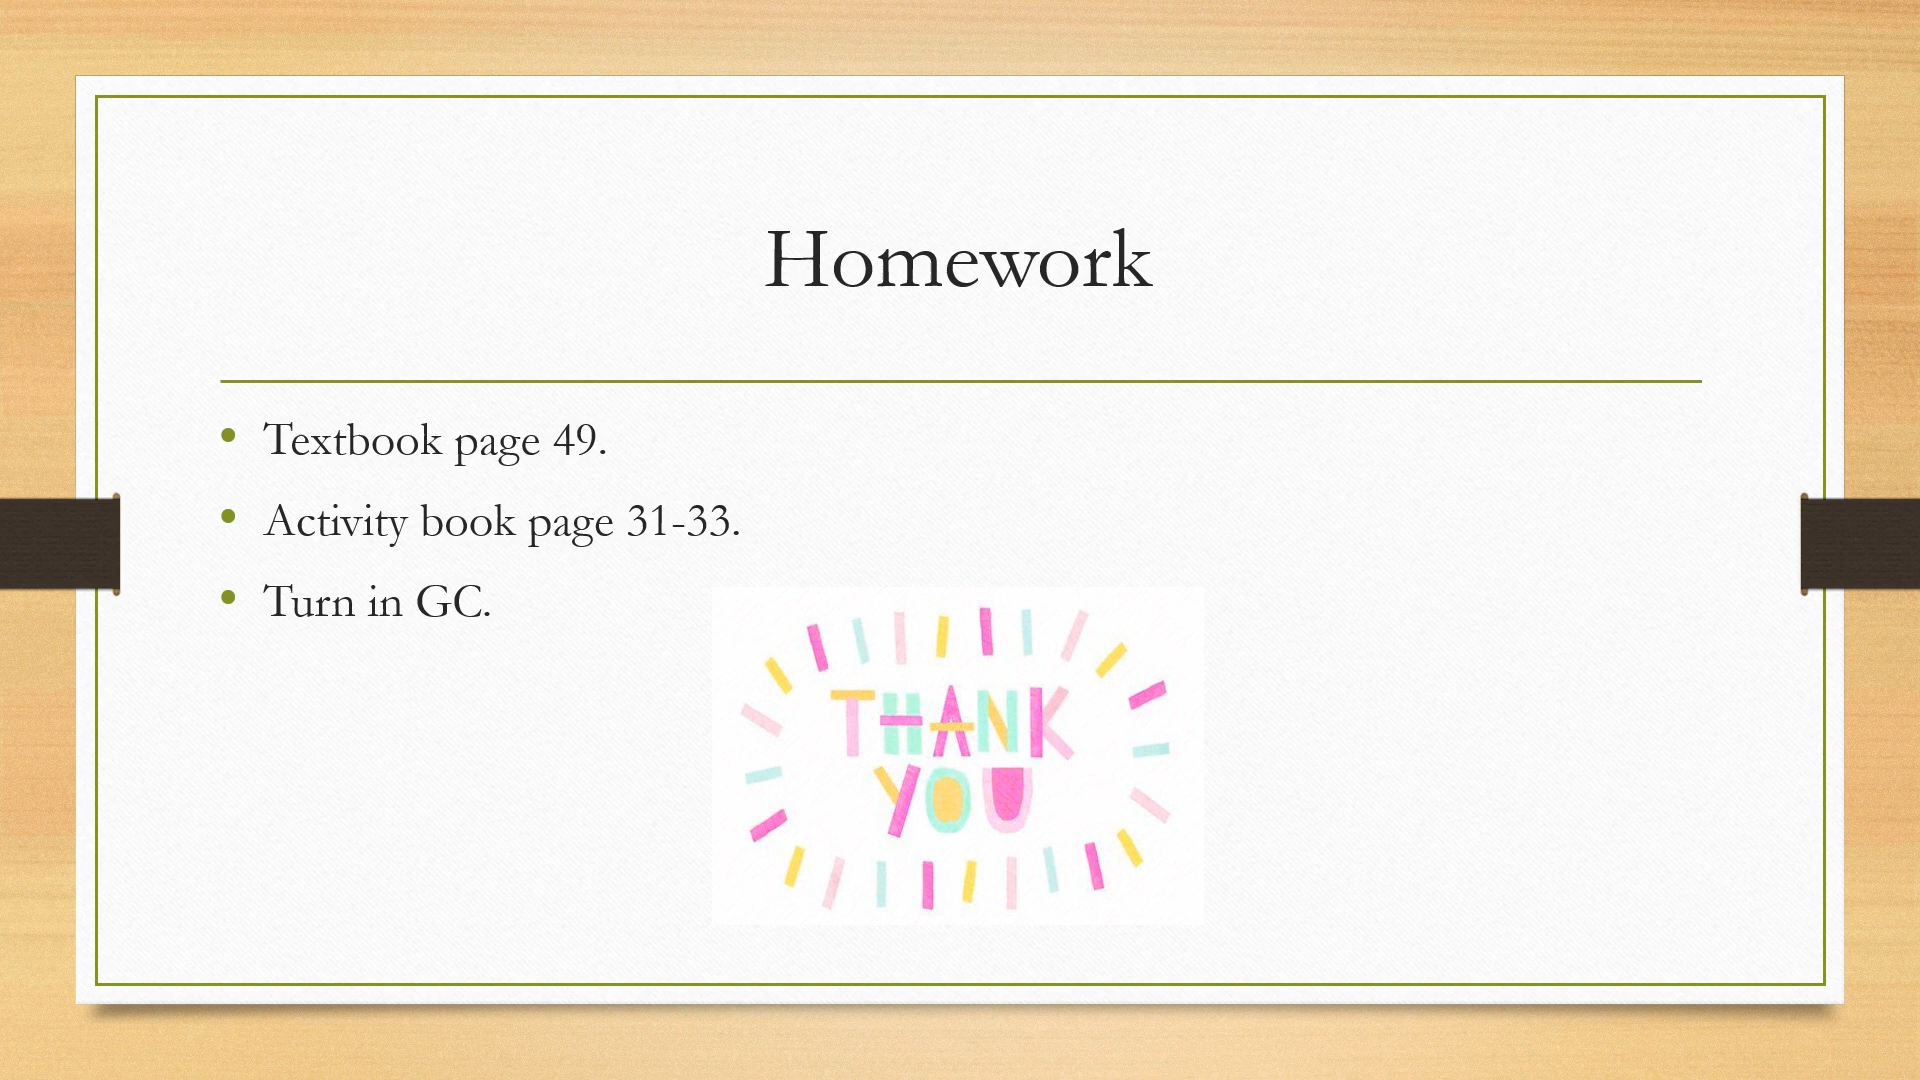 Homework
Textbook page 49.
Activity book page 31-33.
Turn in GC.
THANK
YOU